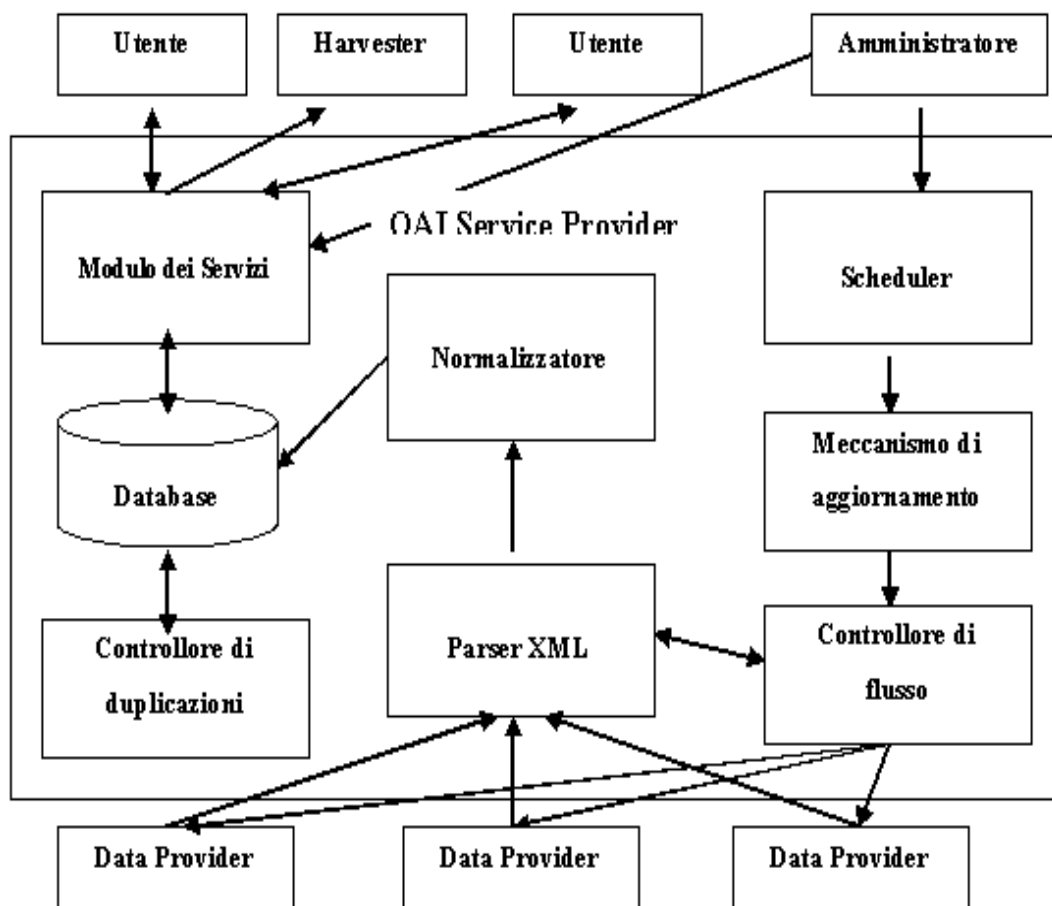 Utente
Harvester
Utente
Amministratore
OAI Service Provider
Modulo dei Servizi
Scheduler
Normalizzatore
Meccanismo di
aggiornamento
Database
Controllore di
duplicazioni
Parser XML
Controllore di
flusso
Data Provider
Data Provider
Data Provider